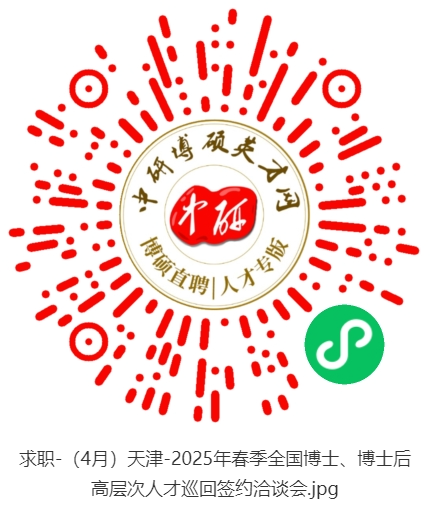 中研博硕英才网
中研
博硕直聘|人才专版
求职-（4月）天津-2025年春季全国博士、博士后
高层次人才巡回签约洽谈会.jpg